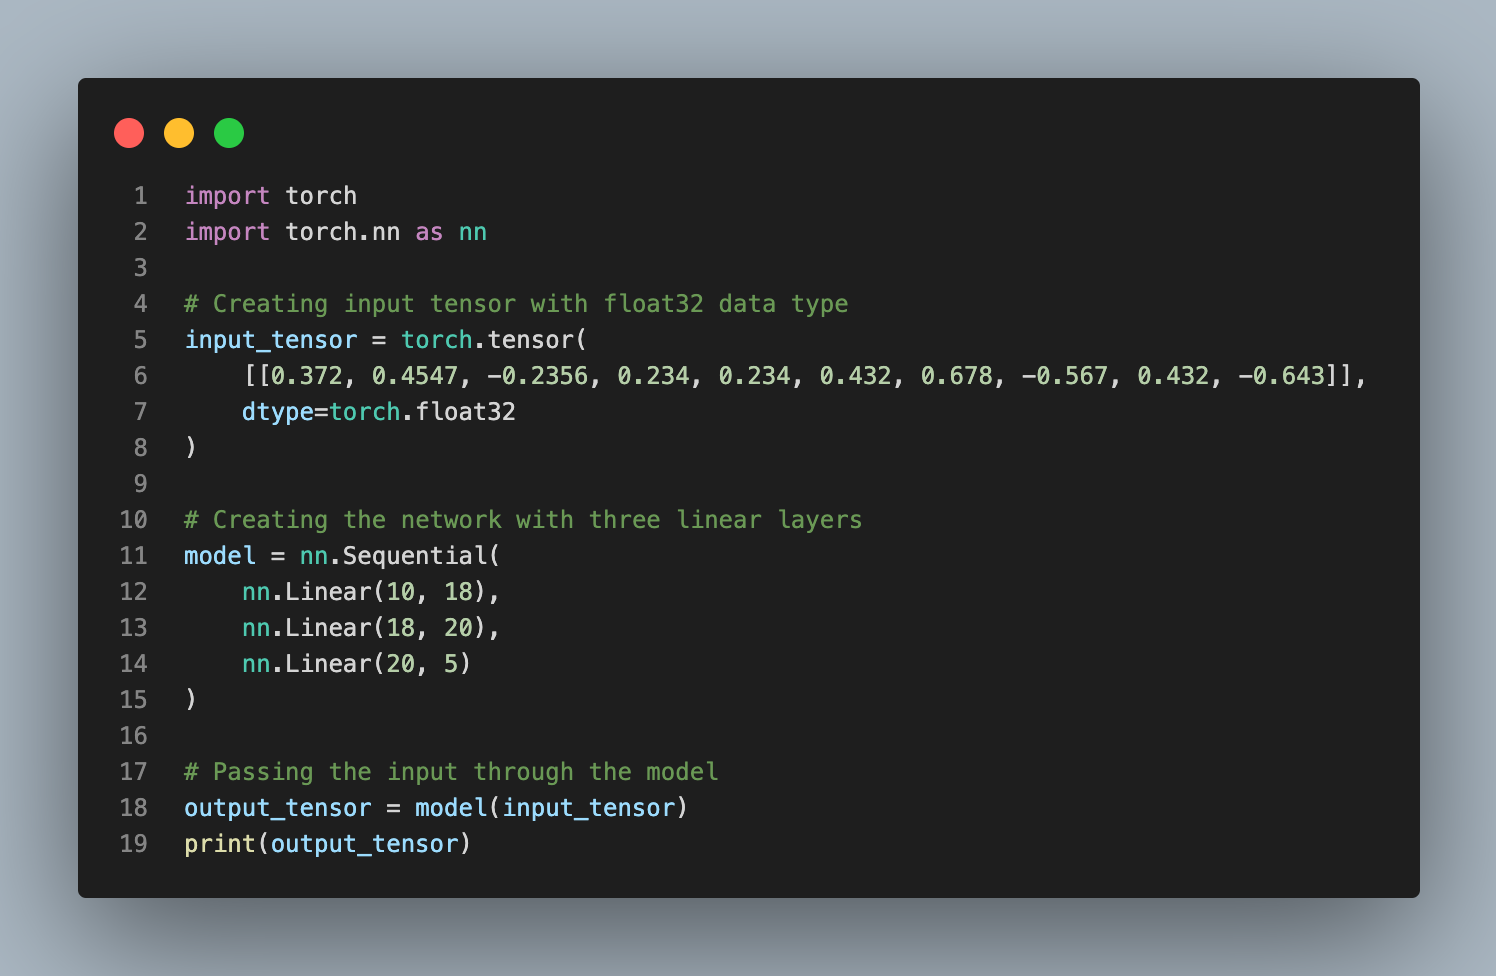 1 import torch
2 import torch.nn as nn
3
4 # Creating input tensor with float32 data type
5 input_tensor = torch.tensor(
6     [[0.372, 0.4547, -0.2356, 0.234, 0.234, 0.432, 0.678, -0.567, 0.432, -0.643]],
7     dtype=torch.float32
8 )
9
10 # Creating the network with three linear layers
11 model = nn.Sequential(
12     nn.Linear(10, 18),
13     nn.Linear(18, 20),
14     nn.Linear(20, 5)
15 )
16
17 # Passing the input through the model
18 output_tensor = model(input_tensor)
19 print(output_tensor)